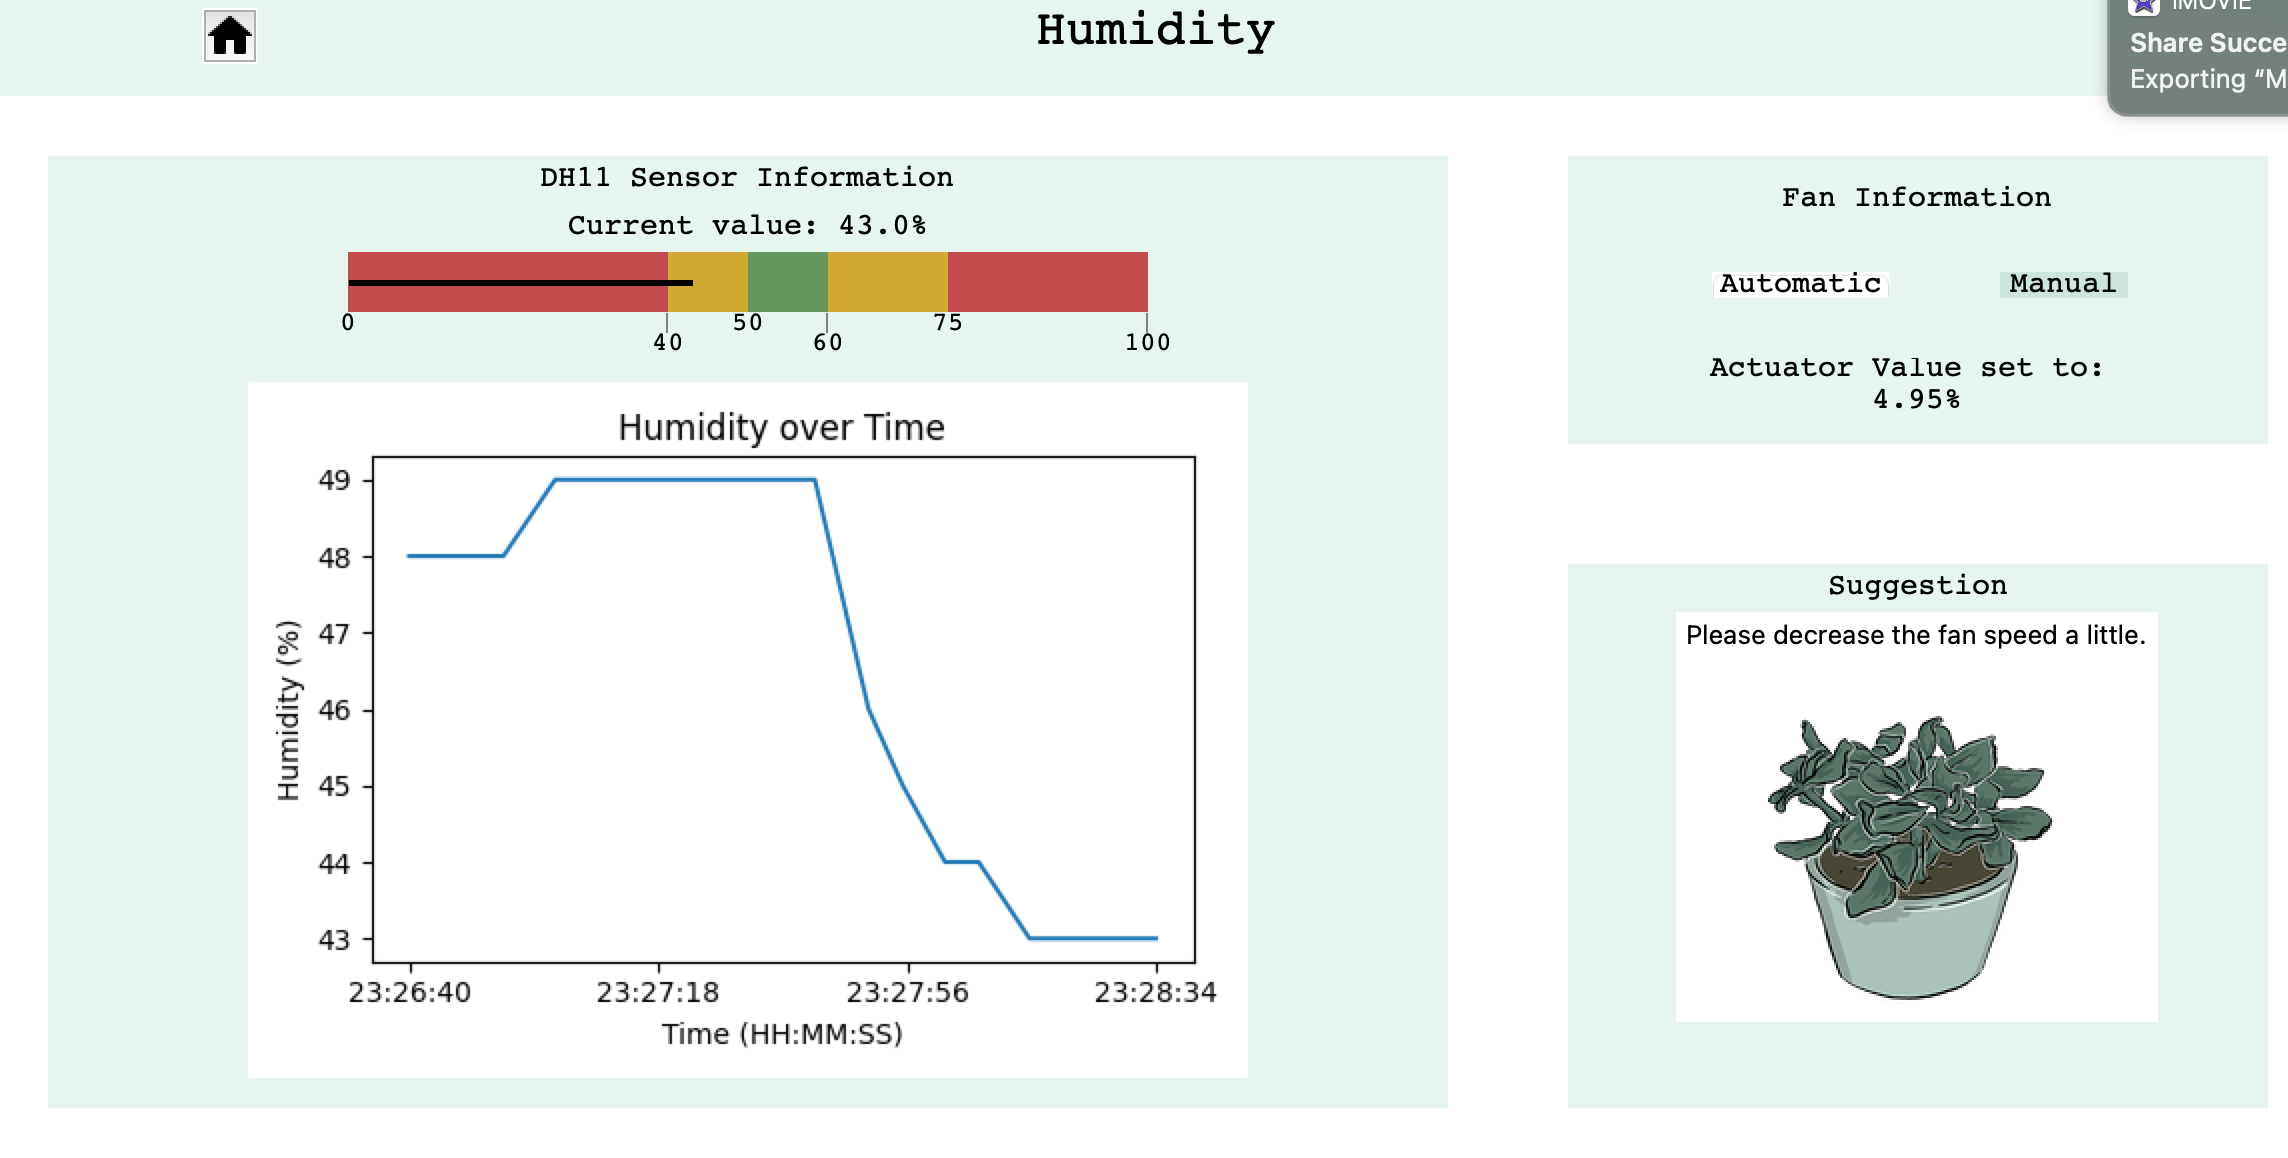 Humidity
IMOVIE
Share Succe
Exporting “M
DH11 Sensor Information
Current value: 43.0%
0
50
75
40
60
100
Humidity over Time
49
48
47
46
45
44
43
Humidity (%)
23:26:40
23:27:18
23:27:56
23:28:34
Time (HH:MM:SS)
Fan Information
Automatic
Manual
Actuator Value set to:
4.95%
Suggestion
Please decrease the fan speed a little.